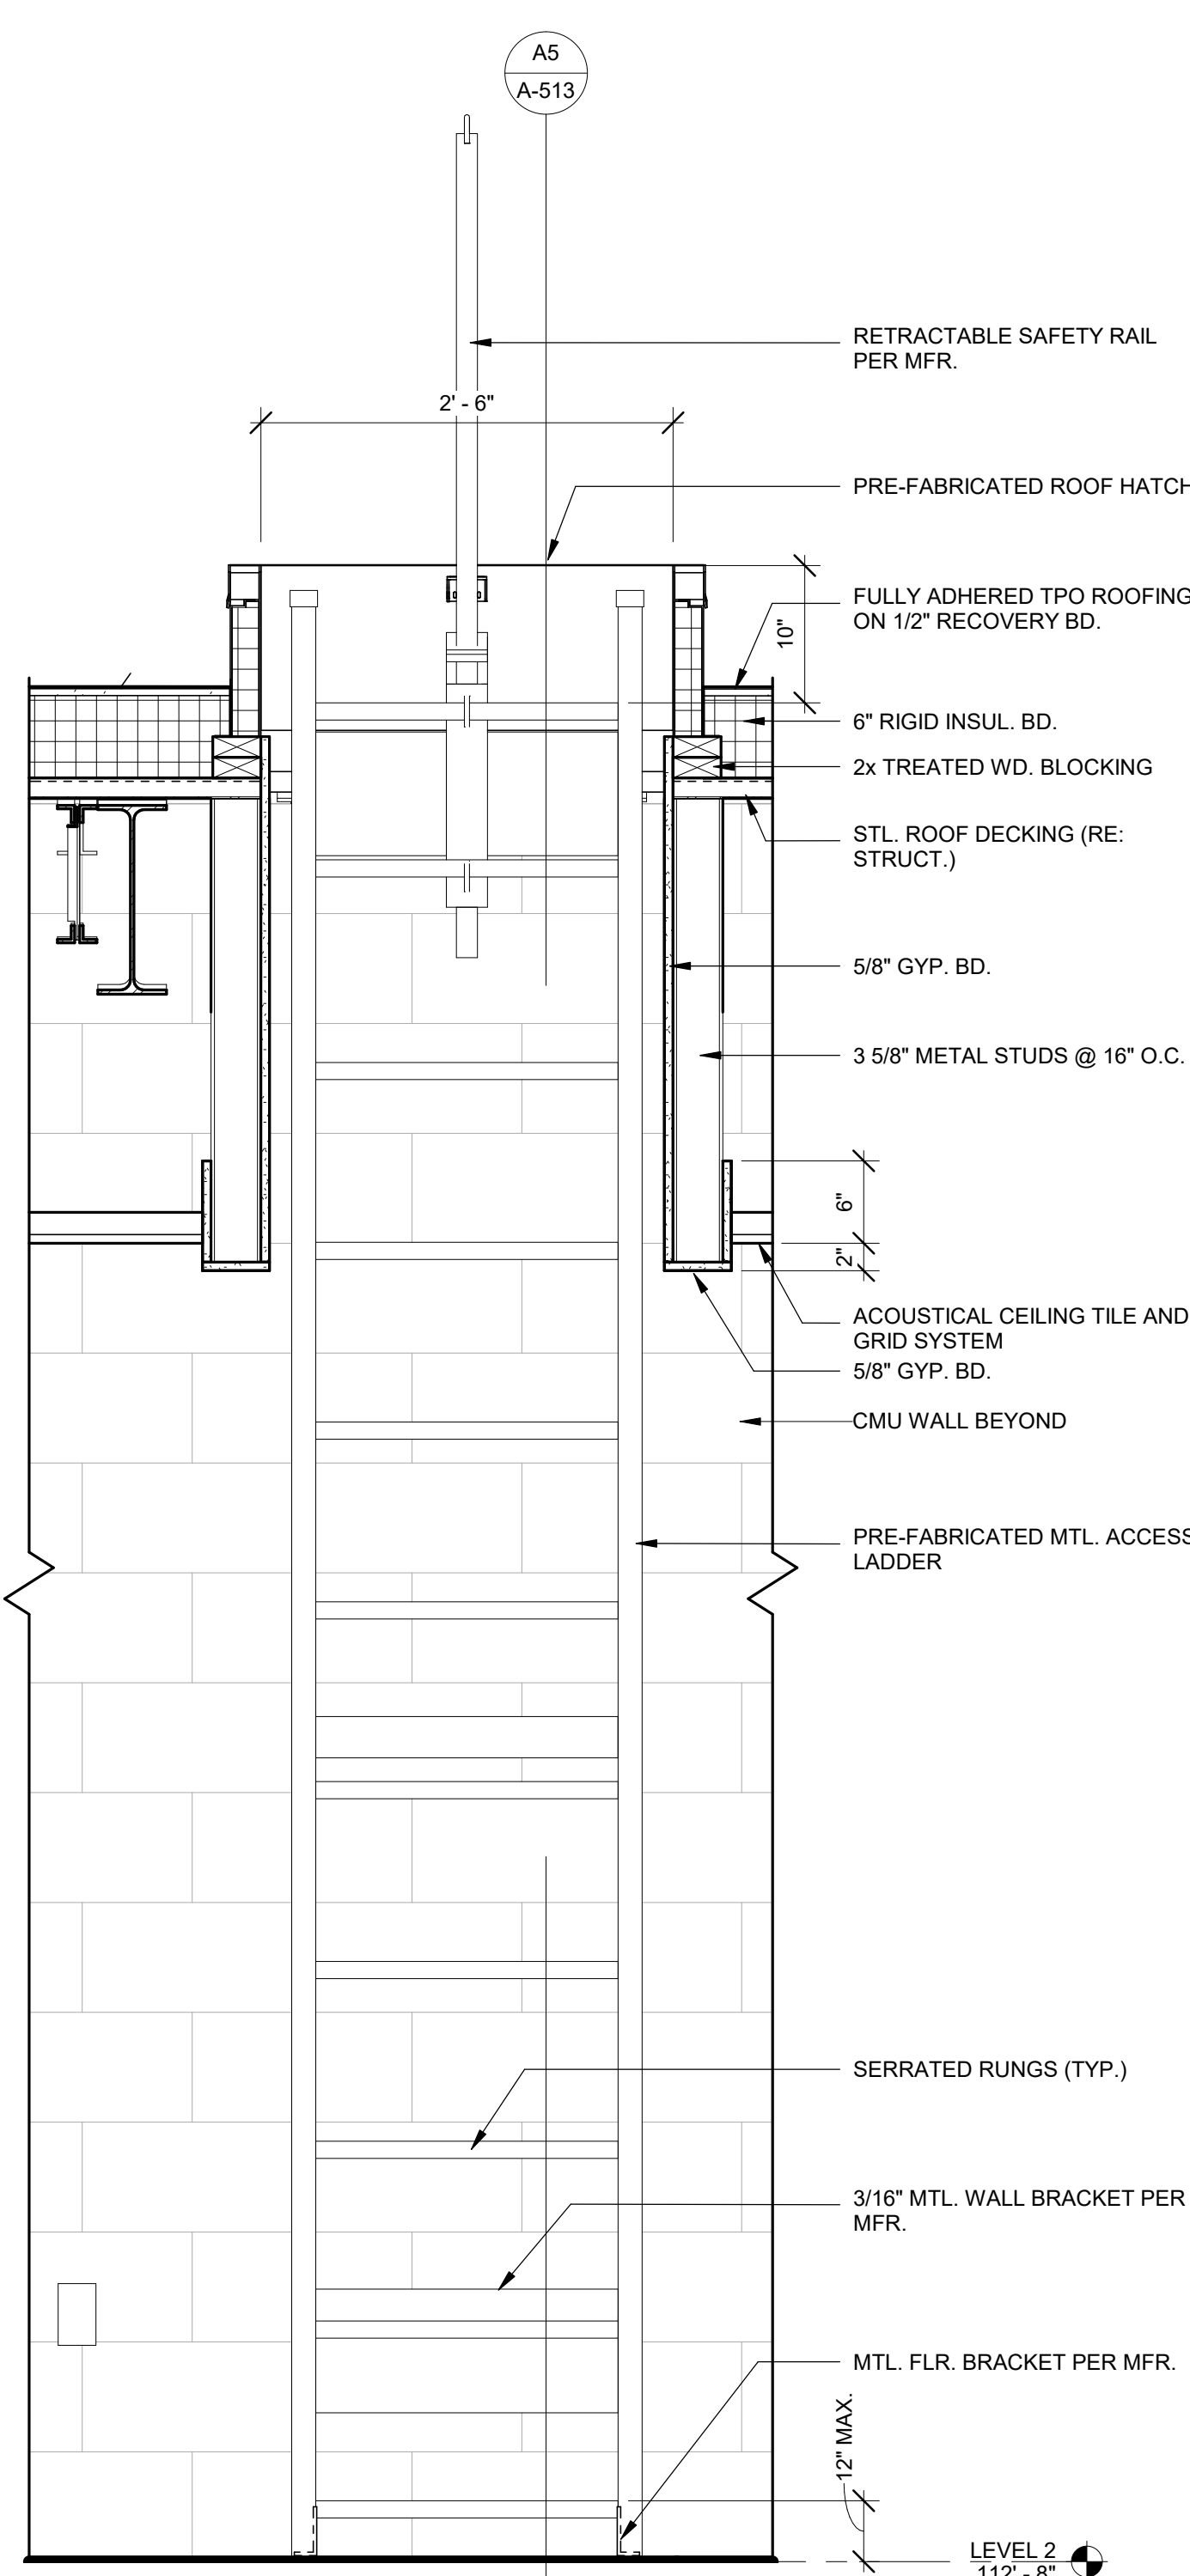 A5
A-513
RETRACTABLE SAFETY RAIL
PER MFR.
2' - 6"
PRE-FABRICATED ROOF HATCH
FULLY ADHERED TPO ROOFING
ON 1/2" RECOVERY BD.
10"
6" RIGID INSUL. BD.
2x TREATED WD. BLOCKING
STL. ROOF DECKING (RE:
STRUCT.)
5/8" GYP. BD.
3 5/8" METAL STUDS @ 16" O.C.
6"
2"
ACOUSTICAL CEILING TILE AND
GRID SYSTEM
5/8" GYP. BD.
CMU WALL BEYOND
PRE-FABRICATED MTL. ACCESS
LADDER
SERRATED RUNGS (TYP.)
3/16" MTL. WALL BRACKET PER
MFR.
MTL. FLR. BRACKET PER MFR.
12" MAX.
LEVEL 2
112' - 8"